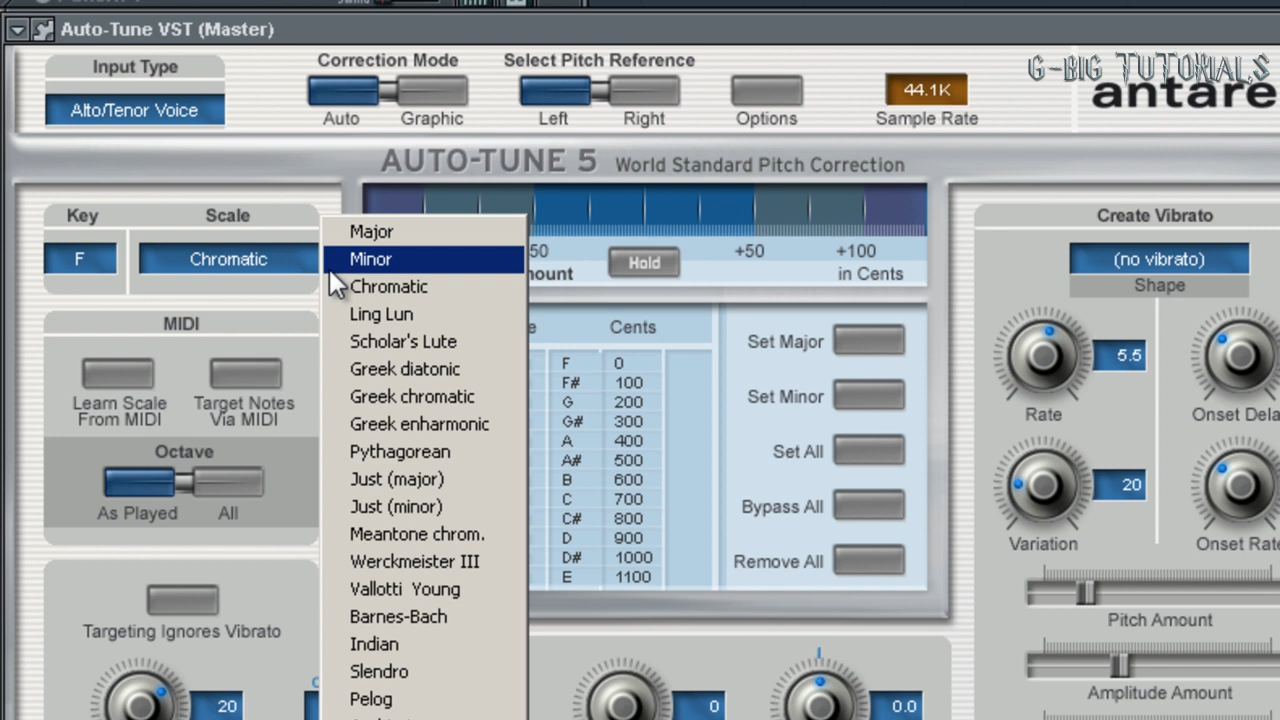 Auto-Tune VST (Master)
Input Type
Alto/Tenor Voice
Correction Mode
Auto Graphic
Select Pitch Reference
Left Right
Options
44.1K
Sample Rate
G-BIG TUTORIALS
antare
AUTO-TUNE 5 World Standard Pitch Correction
Key Scale
F Chromatic
Major
Minor
Chromatic
Ling Lun
Scholar's Lute
Greek diatonic
Greek chromatic
Greek enharmonic
Pythagorean
Just (major)
Just (minor)
Meantone chrom.
Werckmeister III
Vallotti Young
Barnes-Bach
Indian
Slendro
Pelog
50 Hold +50 +100
ount in Cents
MIDI
Learn Scale From MIDI
Target Notes Via MIDI
Octave
As Played All
Targeting Ignores Vibrato
20
e Cents
F 0
F# 100
G 200
G# 300
A 400
A# 500
B 600
C 700
C# 800
D 900
D# 1000
E 1100
Set Major
Set Minor
Set All
Bypass All
Remove All
0
0.0
Create Vibrato
(no vibrato)
Shape
5.5
Rate Onset Dela
20
Variation Onset Rate
Pitch Amount
Amplitude Amount